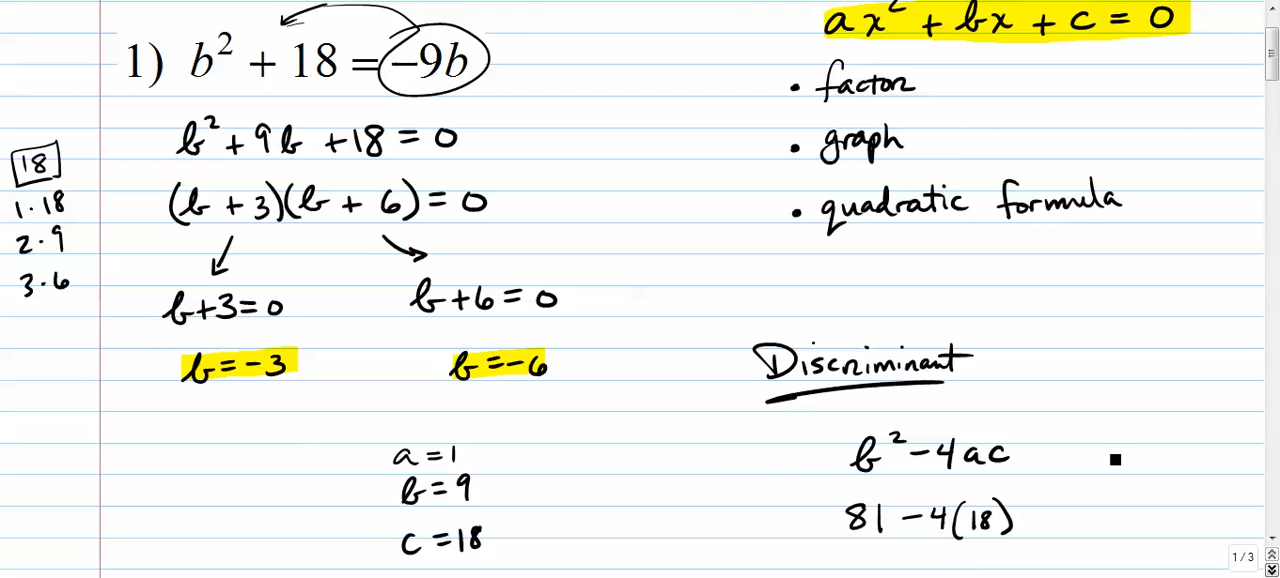 1) b² + 18 = −9b
b² + 9b + 18 = 0
(b + 3)(b + 6) = 0
18
1·18
2·9
3·6
b+3=0
b+6=0
b=-3
b=-6
a=1
b=9
c=18
ax² + bx + c = 0
• factor
• graph
• quadratic formula
Discriminant
b² - 4ac
81 - 4(18)
1/3